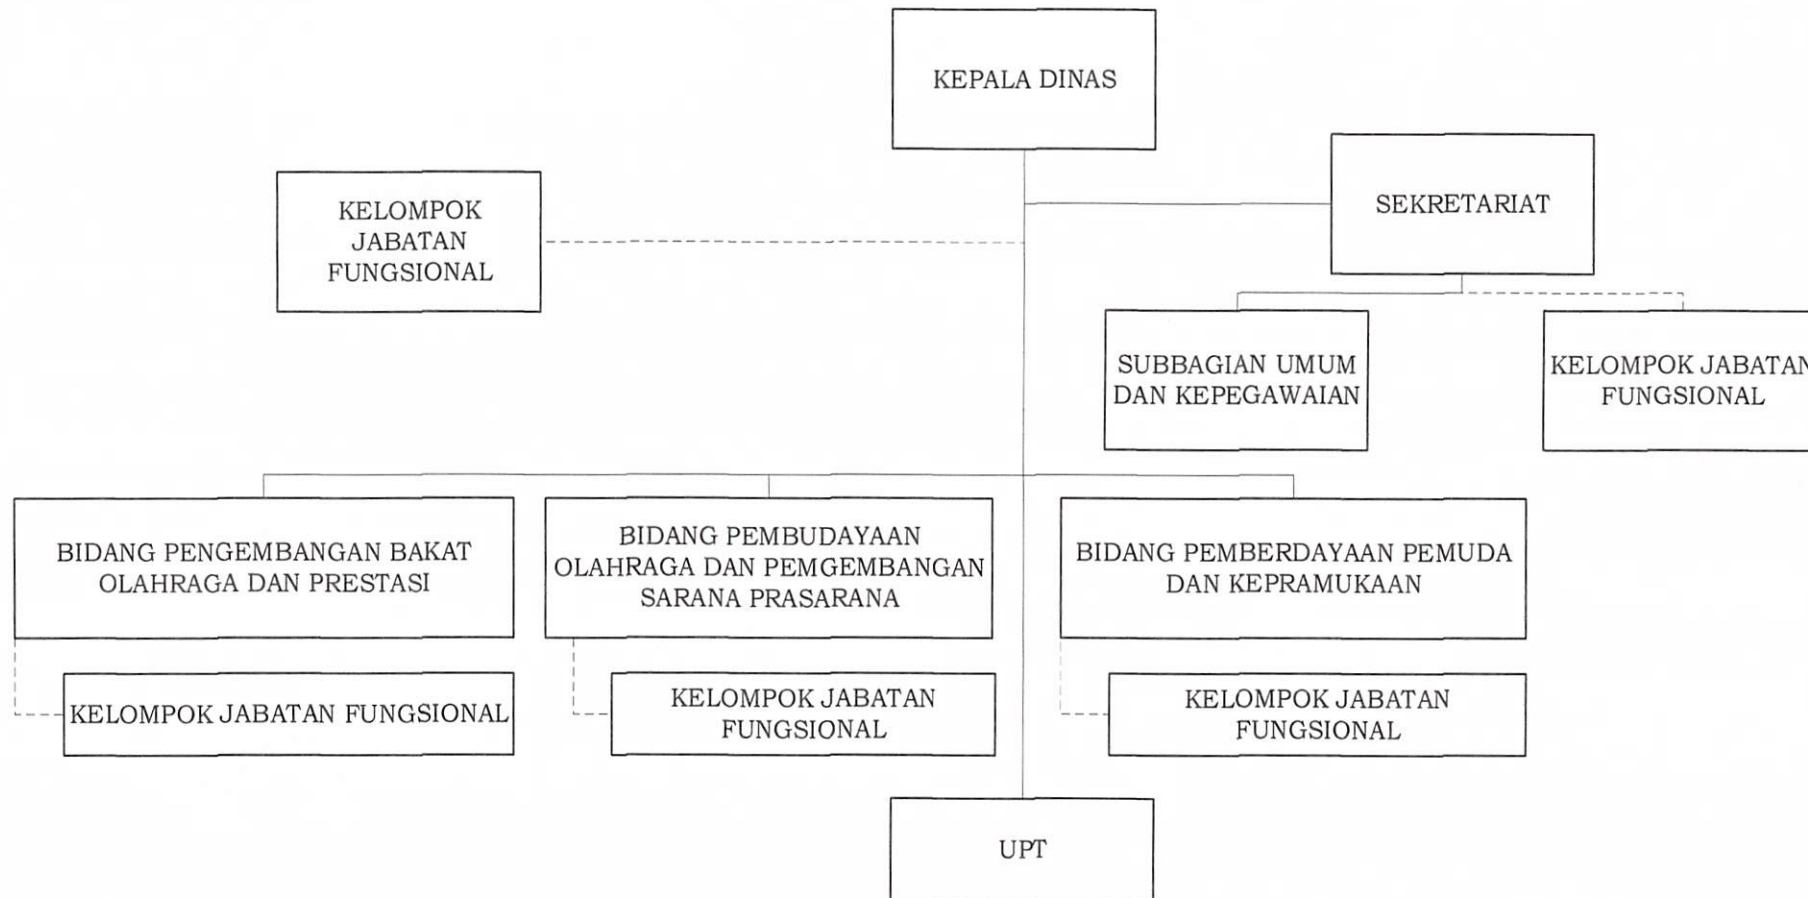 KEPALA DINAS
SEKRETARIAT
KELOMPOK
JABATAN
FUNGSIONAL
SUBBAGIAN UMUM
DAN KEPEGAWAIAN
KELOMPOK JABATAN
FUNGSIONAL
BIDANG PENGEMBANGAN BAKAT
OLAHRAGA DAN PRESTASI
BIDANG PEMBUDAYAAN
OLAHRAGA DAN PEMGEMBANGAN
SARANA PRASARANA
BIDANG PEMBERDAYAAN PEMUDA
DAN KEPRAMUKAAN
KELOMPOK JABATAN FUNGSIONAL
KELOMPOK JABATAN
FUNGSIONAL
KELOMPOK JABATAN
FUNGSIONAL
UPT